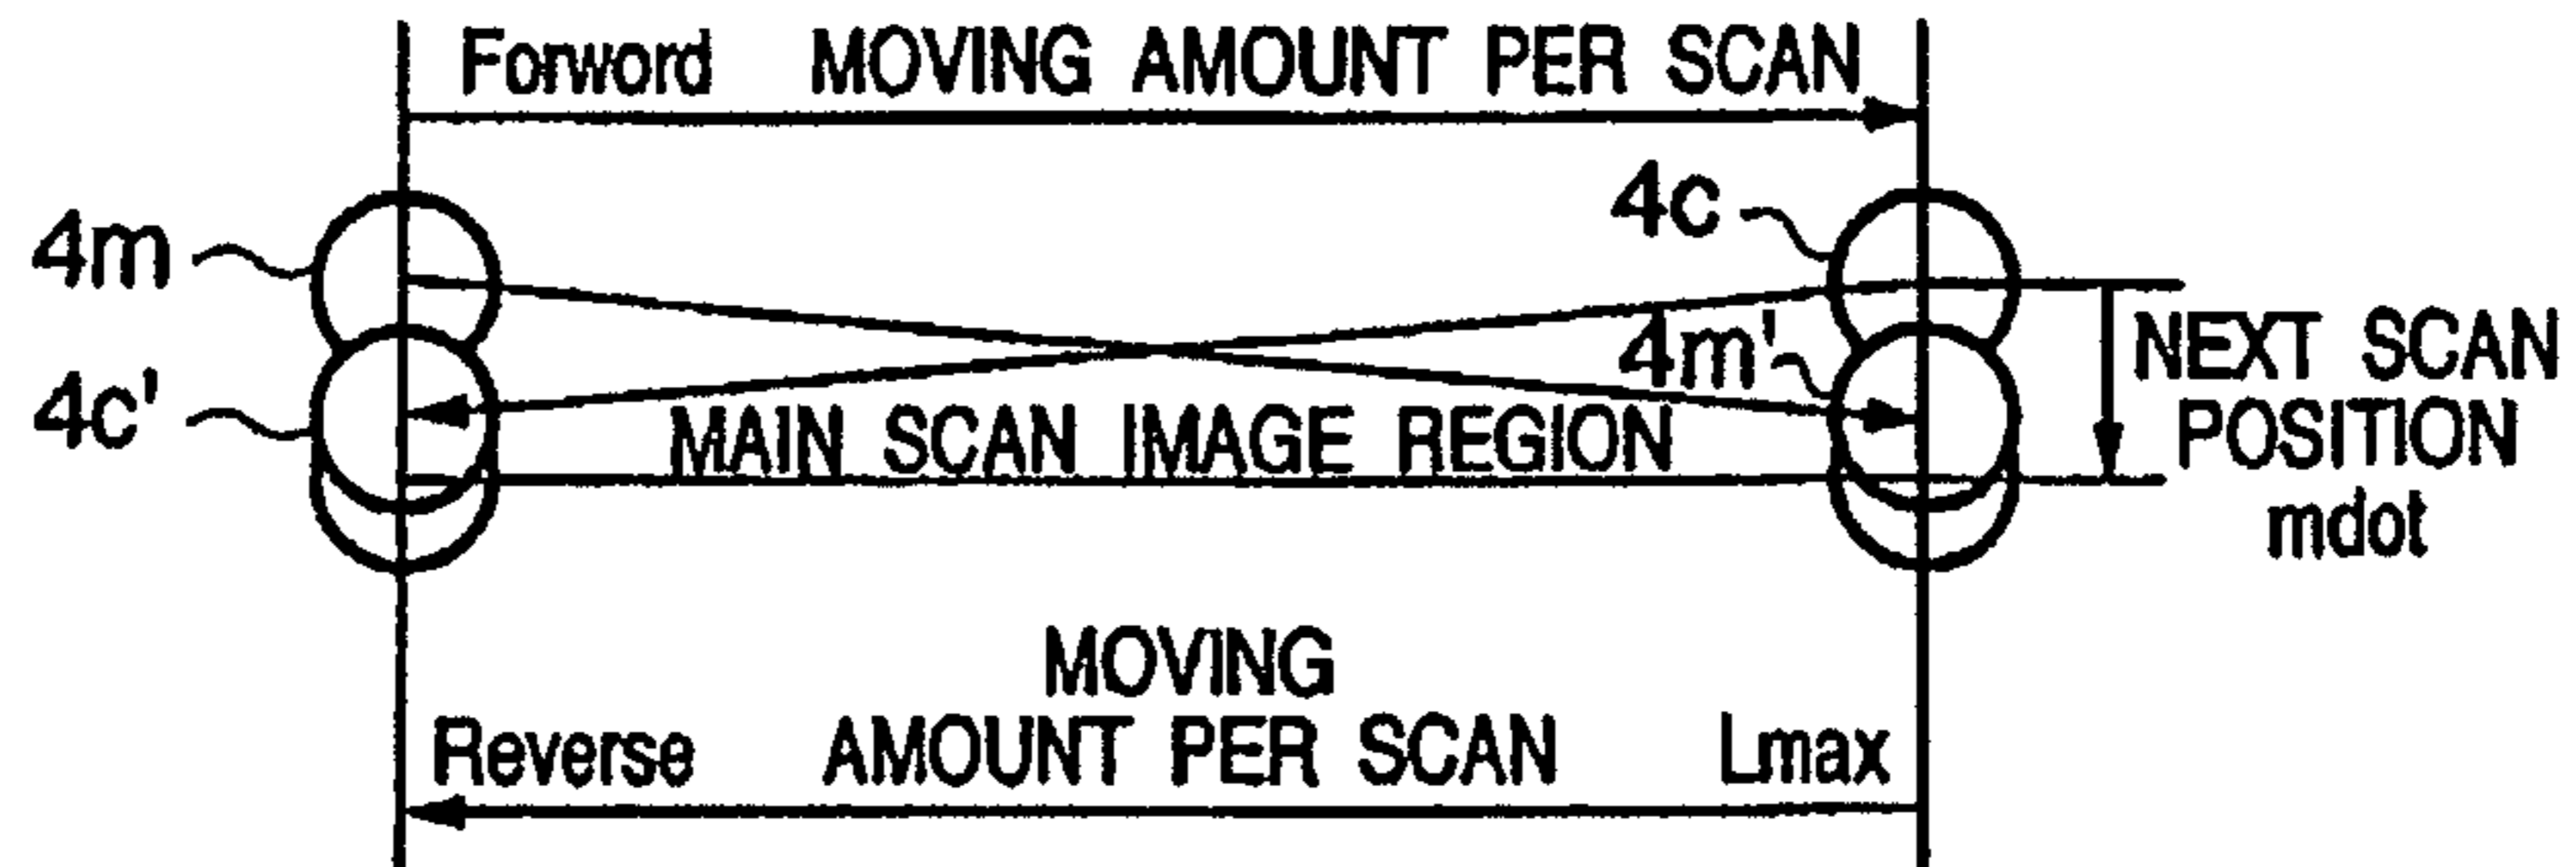 Forword MOVING AMOUNT PER SCAN
4m
4c
4m'
4c'
NEXT SCAN
POSITION
mdot
MAIN SCAN IMAGE REGION
MOVING
Reverse AMOUNT PER SCAN Lmax